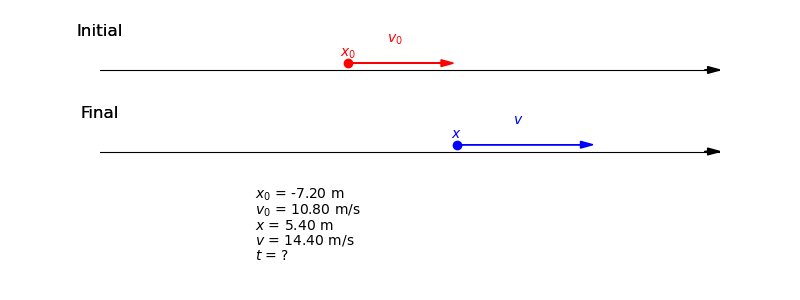 Initial
v₀
x₀
Final
v
x
x₀ = -7.20 m
v₀ = 10.80 m/s
x = 5.40 m
v = 14.40 m/s
t = ?